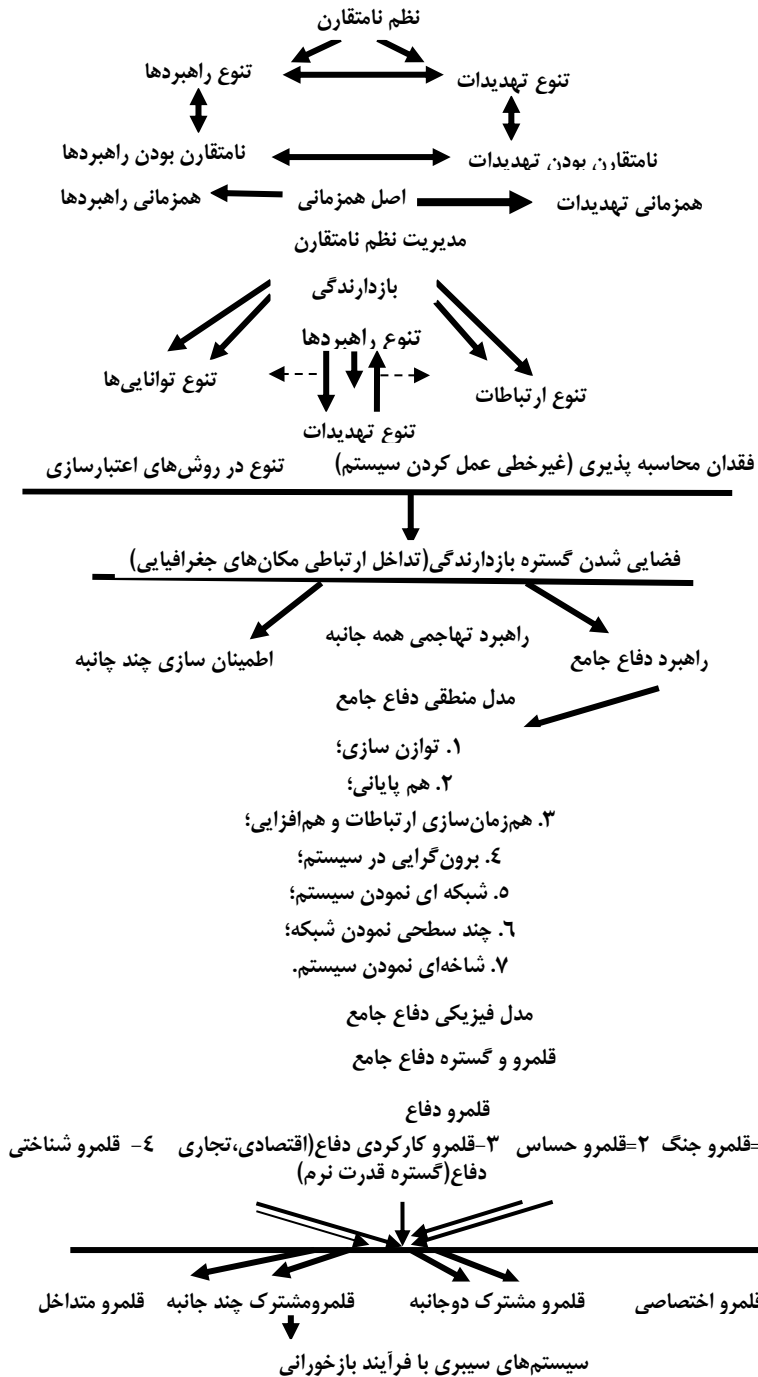 نظم نامتقارن
تنوع تهدیدات تنوع راهبردها
نامتقارن بودن تهدیدات نامتقارن بودن راهبردها
همزمانی تهدیدات اصل همزمانی همزمانی راهبردها
مدیریت نظم نامتقارن
بازدارندگی
تنوع راهبردها
تنوع ارتباطات تنوع توانایی‌ها
تنوع تهدیدات
فقدان محاسبه پذیری (غیرخطی عمل کردن سیستم) تنوع در روش‌های اعتبارسازی
فضایی شدن گستره بازدارندگی(تداخل ارتباطی مکان‌های جغرافیایی)
راهبرد تهاجمی همه جانبه
راهبرد دفاع جامع اطمینان سازی چند چانبه
مدل منطقی دفاع جامع
۱. توازن سازی؛
۲. هم پایانی؛
۳. هم‌زمان‌سازی ارتباطات و هم‌افزایی؛
٤. برون‌گرایی در سیستم؛
٥. شبکه ای نمودن سیستم؛
٦. چند سطحی نمودن شبکه؛
۷. شاخه‌ای نمودن سیستم.
مدل فیزیکی دفاع جامع
قلمرو و گستره دفاع جامع
قلمرو دفاع
=قلمرو جنگ ۲=قلمرو حساس ۳-قلمرو کارکردی دفاع(اقتصادی،تجاری ٤- قلمرو شناختی
دفاع(گستره قدرت نرم)
قلمرو اختصاصی قلمرو مشترک دوجانبه قلمرومشترک چند جانبه قلمرو متداخل
سیستم‌های سیبری با فرآیند بازخورانی